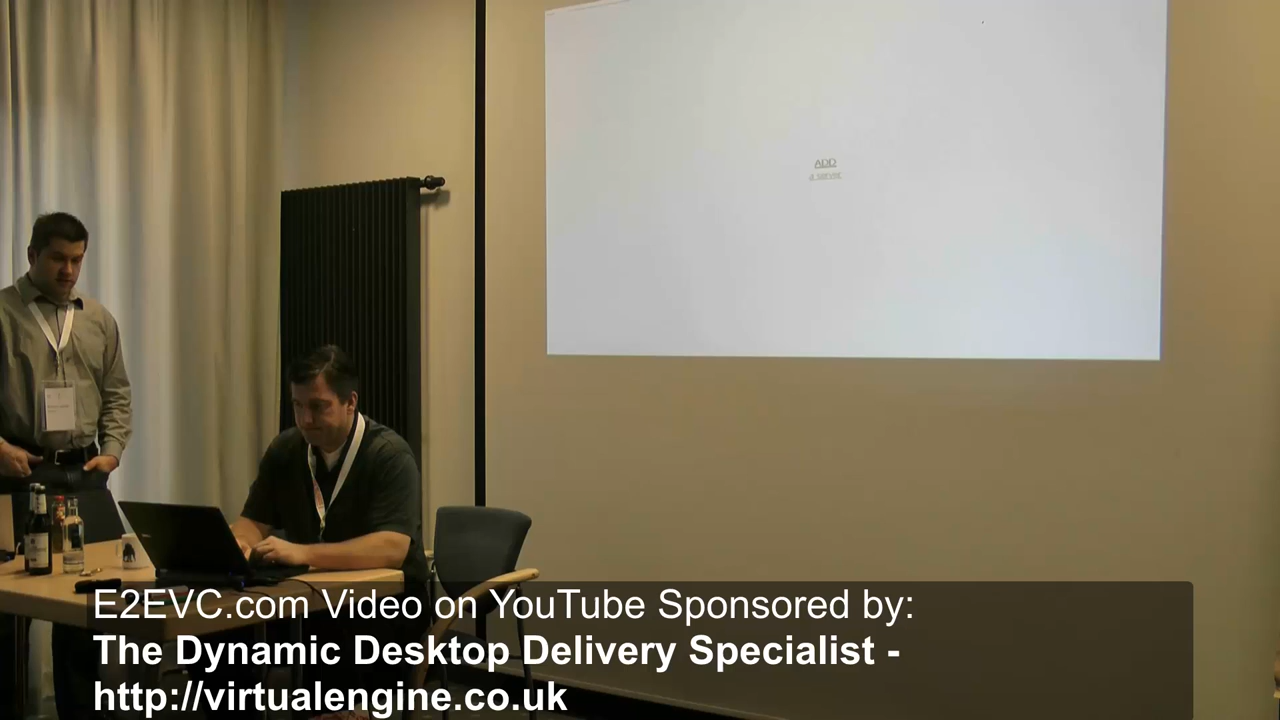 ADD
a server
E2EVC.com Video on YouTube Sponsored by:
The Dynamic Desktop Delivery Specialist -
http://virtualengine.co.uk